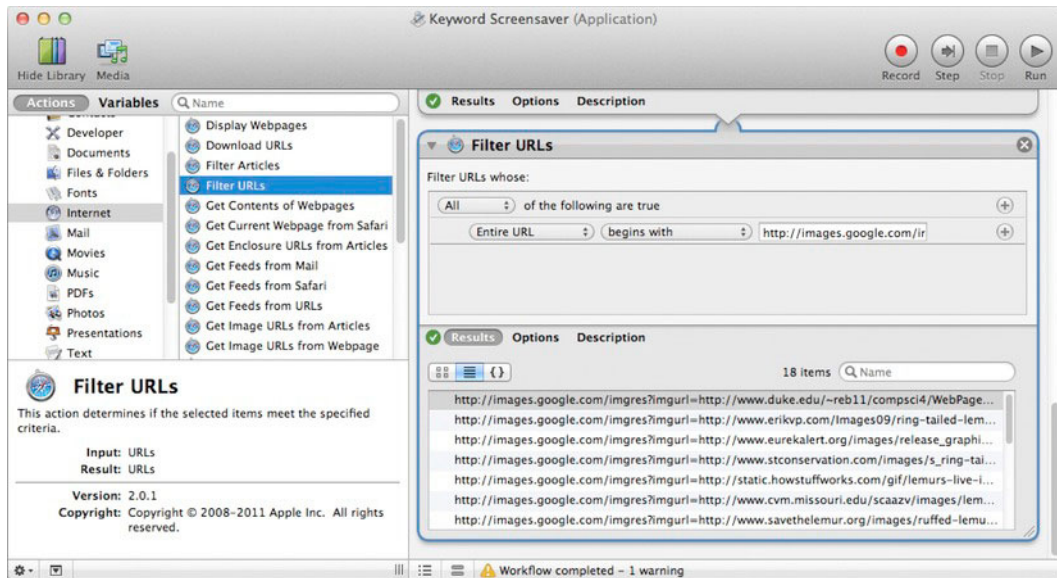 Keyword Screensaver (Application)
Hide Library
Media
Record
Step
Stop
Run
Actions
Variables
Name
Developer
Documents
Files & Folders
Fonts
Internet
Mail
Movies
Music
PDFs
Photos
Presentations
Text
Display Webpages
Download URLs
Filter Articles
Filter URLs
Get Contents of Webpages
Get Current Webpage from Safari
Get Enclosure URLs from Articles
Get Feeds from Mail
Get Feeds from Safari
Get Feeds from URLs
Get Image URLs from Articles
Get Image URLs from Webpage
Filter URLs
This action determines if the selected items meet the specified
criteria.
Input: URLs
Result: URLs
Version: 2.0.1
Copyright: Copyright © 2008-2011 Apple Inc. All rights
reserved.
Results Options Description
Filter URLs
Filter URLs whose:
All of the following are true
Entire URL begins with http://images.google.com/ir
Results Options Description
18 items Name
http://images.google.com/imgres?imgurl=http://www.duke.edu/~reb11/compsci4/WebPage...
http://images.google.com/imgres?imgurl=http://www.erikvp.com/Images09/ring-tailed-lem...
http://images.google.com/imgres?imgurl=http://www.eurekalert.org/images/release_graphi...
http://images.google.com/imgres?imgurl=http://www.stconservation.com/images/s_ring-tai...
http://images.google.com/imgres?imgurl=http://static.howstuffworks.com/gif/lemurs-live-i...
http://images.google.com/imgres?imgurl=http://www.cvm.missouri.edu/scaazv/images/lem...
http://images.google.com/imgres?imgurl=http://www.savethelemur.org/images/ruffed-lemu...
Workflow completed – 1 warning